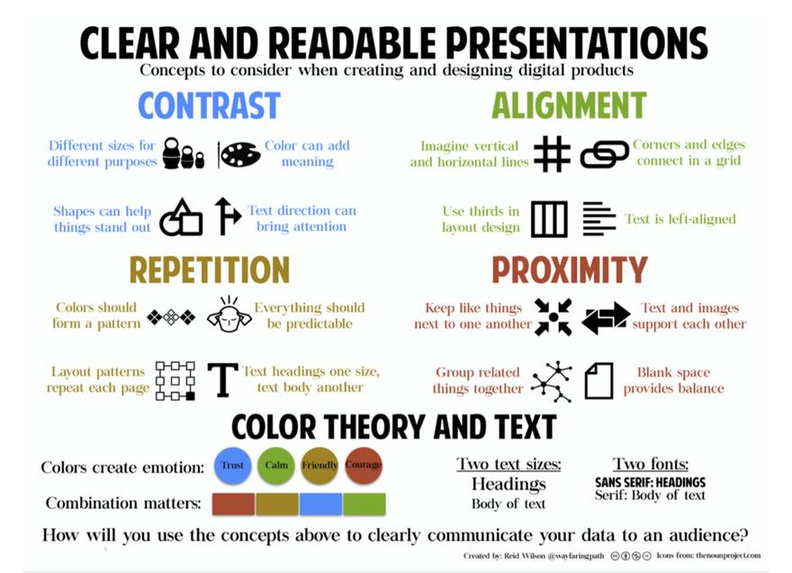 CLEAR AND READABLE PRESENTATIONS
Concepts to consider when creating and designing digital products
CONTRAST
Different sizes for
different purposes
Color can add
meaning
Shapes can help
things stand out
Text direction can
bring attention
ALIGNMENT
Imagine vertical
and horizontal lines
Corners and edges
connect in a grid
Use thirds in
layout design
Text is left-aligned
REPETITION
Colors should
form a pattern
Everything should
be predictable
Layout patterns
repeat each page
T
Text headings one size,
text body another
PROXIMITY
Keep like things
next to one another
Text and images
support each other
Group related
things together
Blank space
provides balance
COLOR THEORY AND TEXT
Colors create emotion:
Trust
Calm
Friendly
Courage
Combination matters:
Two text sizes:
Headings
Body of text
Two fonts:
SANS SERIF: HEADINGS
Serif: Body of text
How will you use the concepts above to clearly communicate your data to an audience?
Created by: Reid Wilson @wayfaringpath
Icons from: thenounproject.com